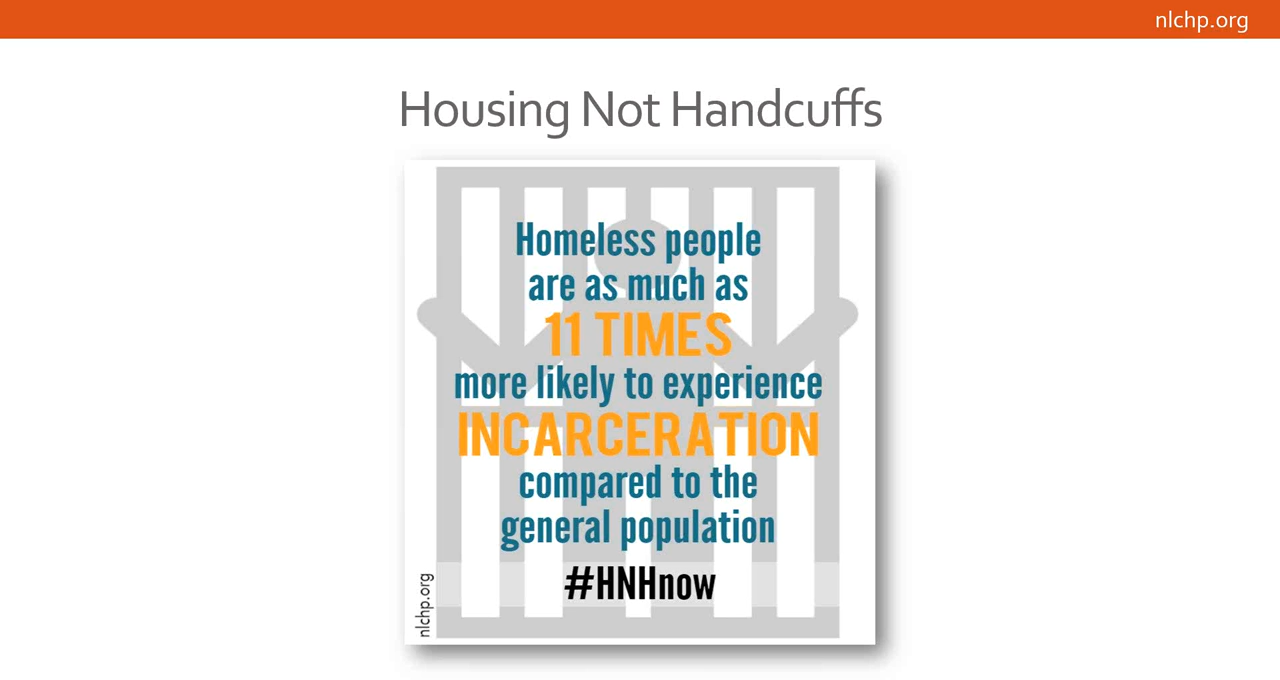 nlchp.org
Housing Not Handcuffs
Homeless people
are as much as
11 TIMES
more likely to experience
INCARCERATION
compared to the
general population
#HNHnow
nlchp.org